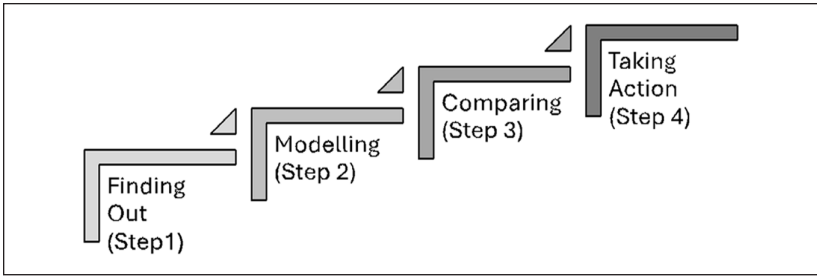 Finding
Out
(Step1)
Modelling
(Step 2)
Comparing
(Step 3)
Taking
Action
(Step 4)